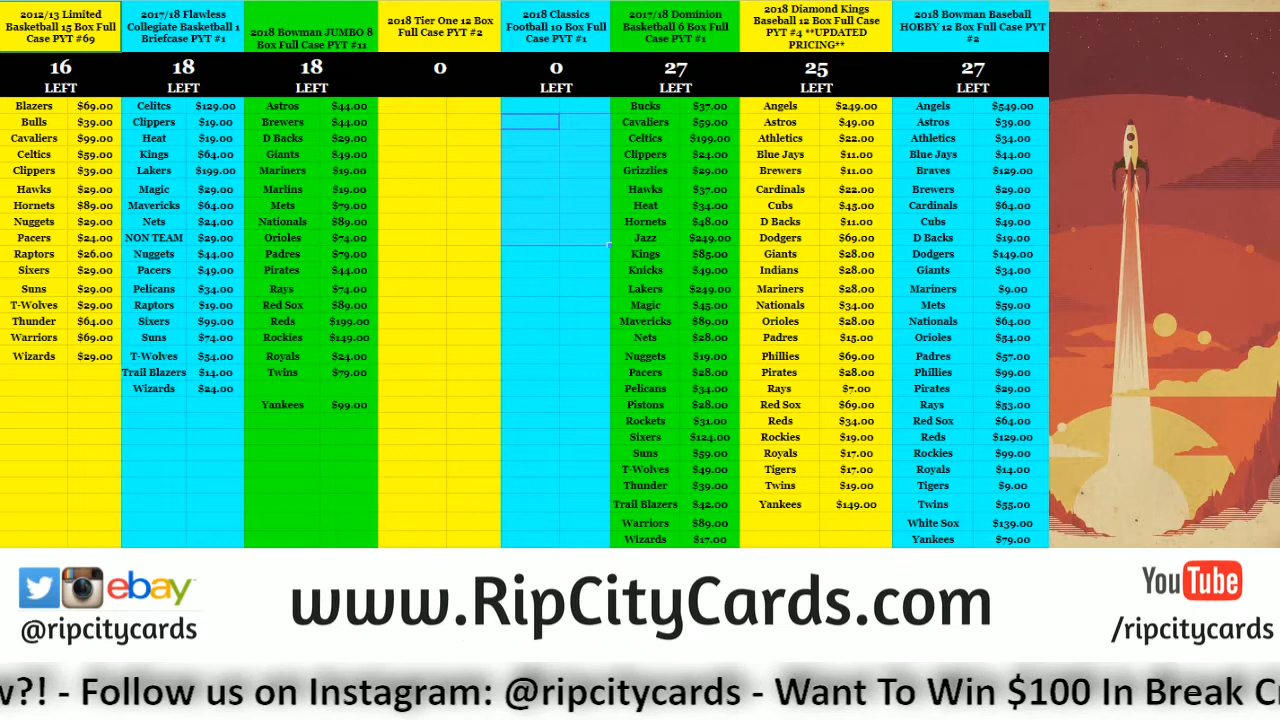 2012/13 Limited Basketball 15 Box Full Case PYT #69
16
LEFT
Blazers $69.00
Bulls $39.00
Cavaliers $99.00
Celtics $59.00
Clippers $39.00
Hawks $29.00
Hornets $89.00
Nuggets $29.00
Pacers $24.00
Raptors $26.00
Sixers $29.00
Suns $29.00
T-Wolves $29.00
Thunder $64.00
Warriors $69.00
Wizards $29.00
2017/18 Flawless Collegiate Basketball 1 Briefcase PYT #1
18
LEFT
Celitcs $129.00
Clippers $19.00
Heat $19.00
Kings $64.00
Lakers $199.00
Magic $29.00
Mavericks $64.00
Nets $24.00
NON TEAM $29.00
Nuggets $44.00
Pacers $49.00
Pelicans $34.00
Raptors $19.00
Sixers $99.00
Suns $74.00
T-Wolves $54.00
Trail Blazers $14.00
Wizards $24.00
2018 Bowman JUMBO 8 Box Full Case PYT #11
18
LEFT
Astros $44.00
Brewers $44.00
D Backs $29.00
Giants $49.00
Mariners $19.00
Marlins $19.00
Mets $79.00
Nationals $89.00
Orioles $74.00
Padres $79.00
Pirates $44.00
Rays $74.00
Red Sox $89.00
Reds $199.00
Rockies $149.00
Royals $24.00
Twins $79.00
Yankees $99.00
2018 Tier One 12 Box Full Case PYT #2
0
2018 Classics Football 10 Box Full Case PYT #1
0
LEFT
2017/18 Dominion Basketball 6 Box Full Case PYT #1
27
LEFT
Bucks $37.00
Cavaliers $59.00
Celtics $199.00
Clippers $24.00
Grizzlies $29.00
Hawks $37.00
Heat $34.00
Hornets $48.00
Jazz $249.00
Kings $85.00
Knicks $49.00
Lakers $249.00
Magic $45.00
Mavericks $89.00
Nets $28.00
Nuggets $19.00
Pacers $28.00
Pelicans $34.00
Pistons $28.00
Rockets $31.00
Sixers $124.00
Suns $59.00
T-Wolves $49.00
Thunder $39.00
Trail Blazers $42.00
Warriors $89.00
Wizards $17.00
2018 Diamond Kings Baseball 12 Box Full Case PYT #4 **UPDATED PRICING**
25
LEFT
Angels $249.00
Astros $49.00
Athletics $22.00
Blue Jays $11.00
Brewers $11.00
Cardinals $22.00
Cubs $45.00
D Backs $11.00
Dodgers $69.00
Giants $28.00
Indians $28.00
Mariners $28.00
Nationals $34.00
Orioles $28.00
Padres $15.00
Phillies $69.00
Pirates $28.00
Rays $7.00
Red Sox $69.00
Reds $34.00
Rockies $19.00
Royals $17.00
Tigers $17.00
Twins $19.00
Yankees $149.00
2018 Bowman Baseball HOBBY 12 Box Full Case PYT #2
27
LEFT
Angels $549.00
Astros $39.00
Athletics $34.00
Blue Jays $44.00
Braves $129.00
Brewers $29.00
Cardinals $64.00
Cubs $49.00
D Backs $19.00
Dodgers $149.00
Giants $34.00
Mariners $9.00
Mets $59.00
Nationals $64.00
Orioles $54.00
Padres $57.00
Phillies $99.00
Pirates $29.00
Rays $53.00
Red Sox $64.00
Reds $129.00
Rockies $99.00
Royals $14.00
Tigers $9.00
Twins $55.00
White Sox $139.00
Yankees $79.00
ebay
@ripcitycards
www.RipCityCards.com
YouTube
/ripcitycards
w?! - Follow us on Instagram: @ripcitycards - Want To Win $100 In Break C